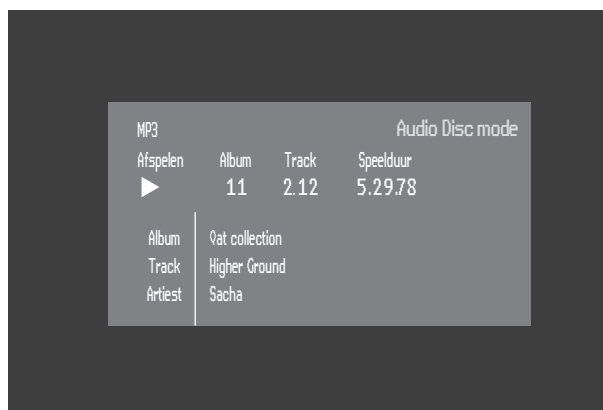 MP3 Audio Disc mode
Afspelen Album Track Speelduur
11 2.12 5.29.78
Album Qat collection
Track Higher Ground
Artiest Sacha